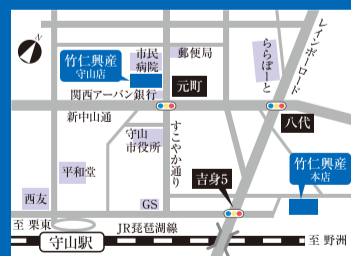 竹仁興産
守山店
市民
病院
郵便局
ららぽーと
レインボーロード
関西アーバン銀行
元町
新中山通
八代
守山
市役所
すこやか通り
竹仁興産
本店
平和堂
吉身5
西友
GS
至 栗東
JR琵琶湖線
守山駅
至 野洲